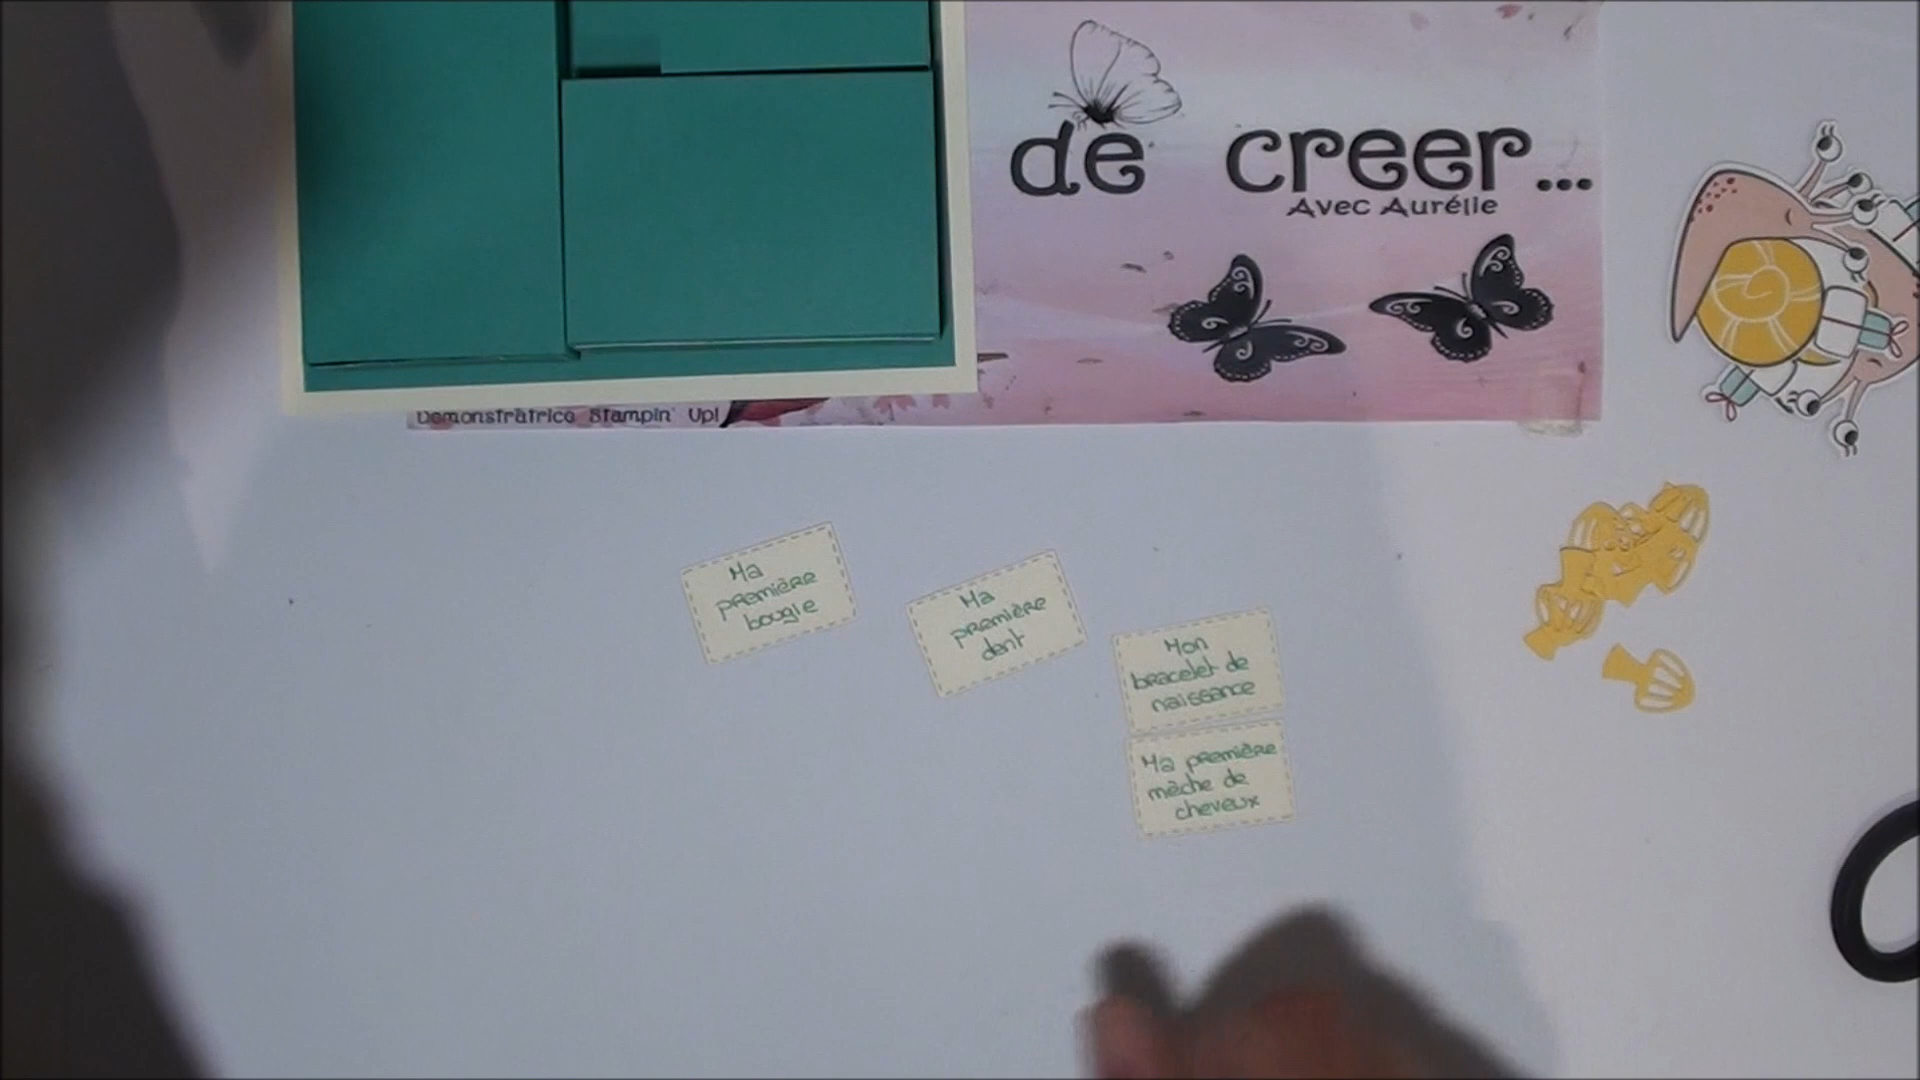 de creer...
Avec Aurélie
Demonstratrice Stampin' Up!
Ma
première
bougie
Ma
première
dent
Mon
bracelet de
naissance
Ma première
mèche de
cheveux